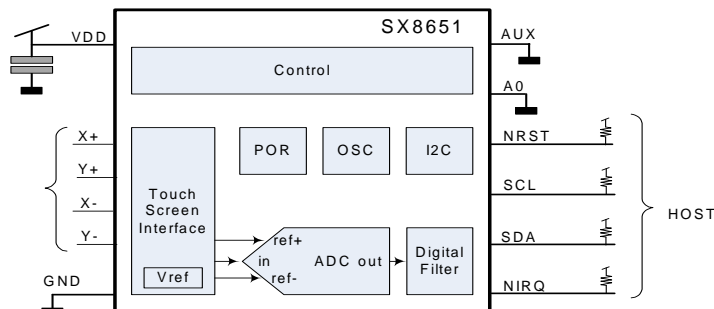 SX8651
VDD
AUX
Control
A0
X+
Y+
X-
Y-
POR
OSC
I2C
NRST
SCL
HOST
Touch
Screen
Interface
ref+
in
ref-
ADC out
Digital
Filter
SDA
Vref
GND
NIRQ